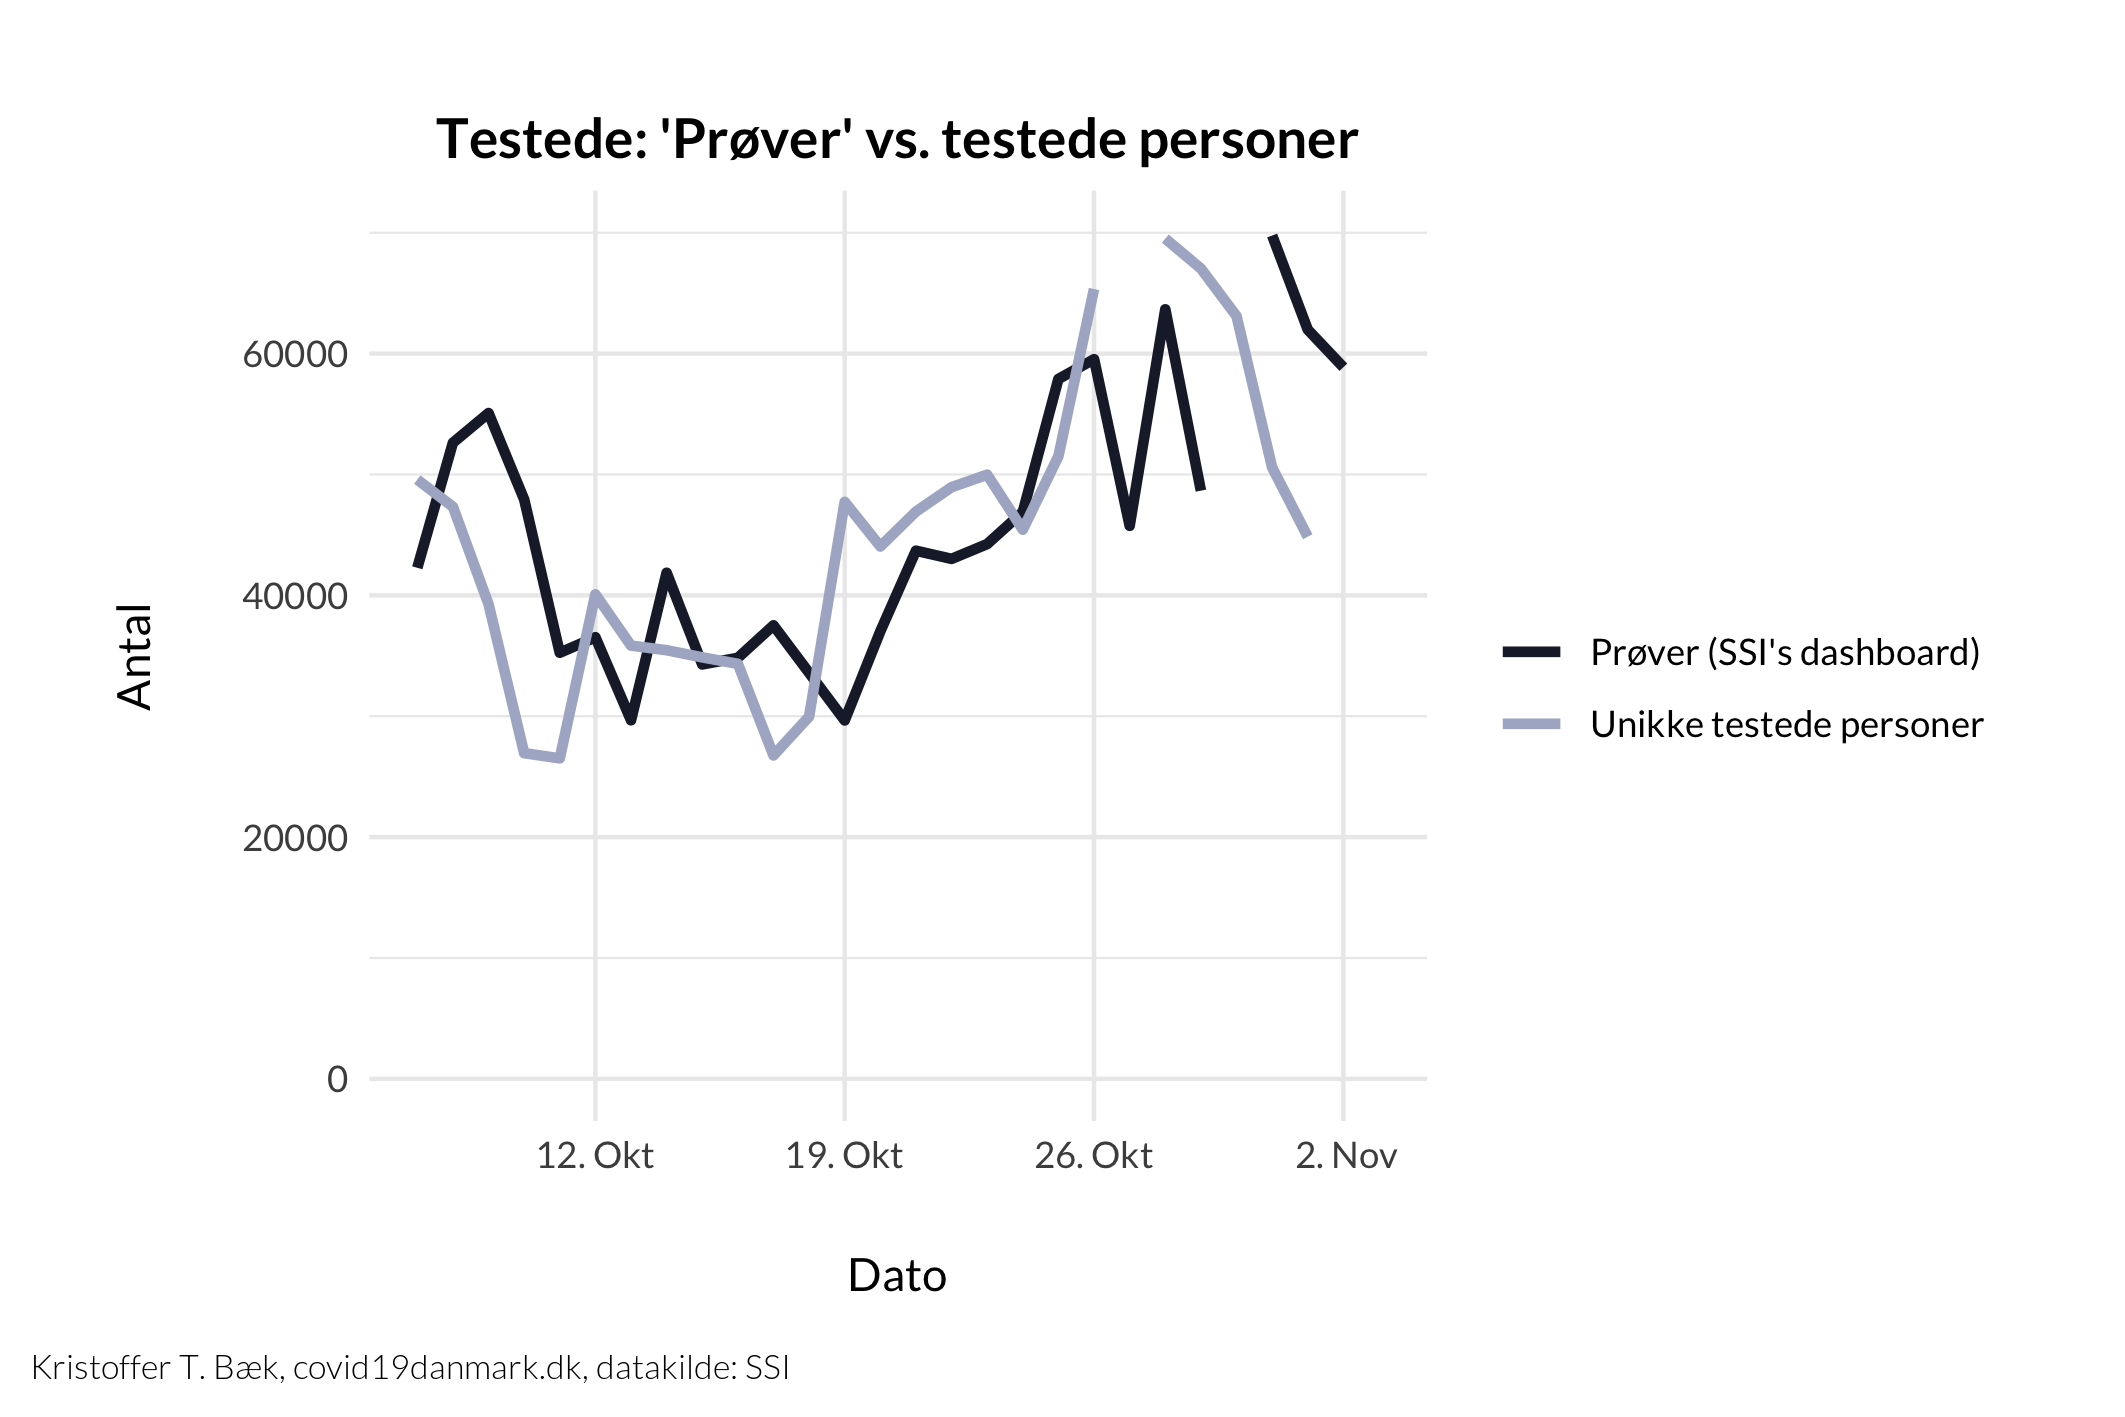 Testede: 'Prøver' vs. testede personer
Antal
60000
40000
20000
0
12. Okt
19. Okt
26. Okt
2. Nov
Dato
Prøver (SSI's dashboard)
Unikke testede personer
Kristoffer T. Bæk, covid19danmark.dk, datakilde: SSI